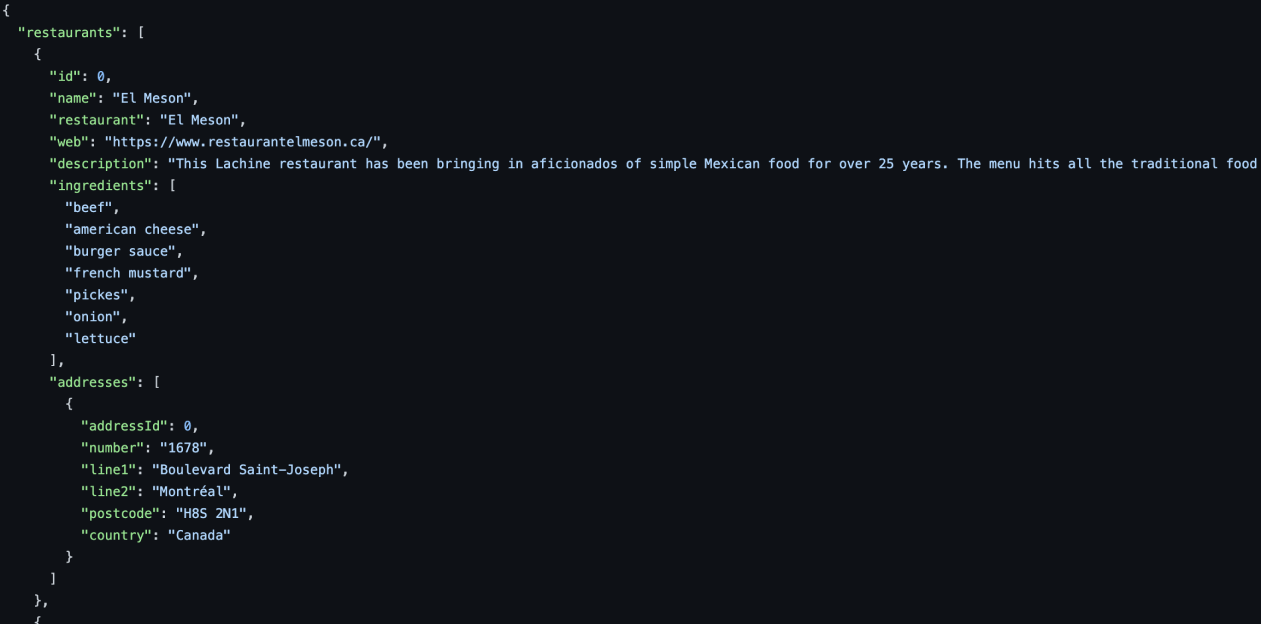 {
  "restaurants": [
    {
      "id": 0,
      "name": "El Meson",
      "restaurant": "El Meson",
      "web": "https://www.restaurantelmeson.ca/",
      "description": "This Lachine restaurant has been bringing in aficionados of simple Mexican food for over 25 years. The menu hits all the traditional food
      "ingredients": [
        "beef",
        "american cheese",
        "burger sauce",
        "french mustard",
        "pickes",
        "onion",
        "lettuce"
      ],
      "addresses": [
        {
          "addressId": 0,
          "number": "1678",
          "line1": "Boulevard Saint-Joseph",
          "line2": "Montréal",
          "postcode": "H8S 2N1",
          "country": "Canada"
        }
      ]
    },
    {